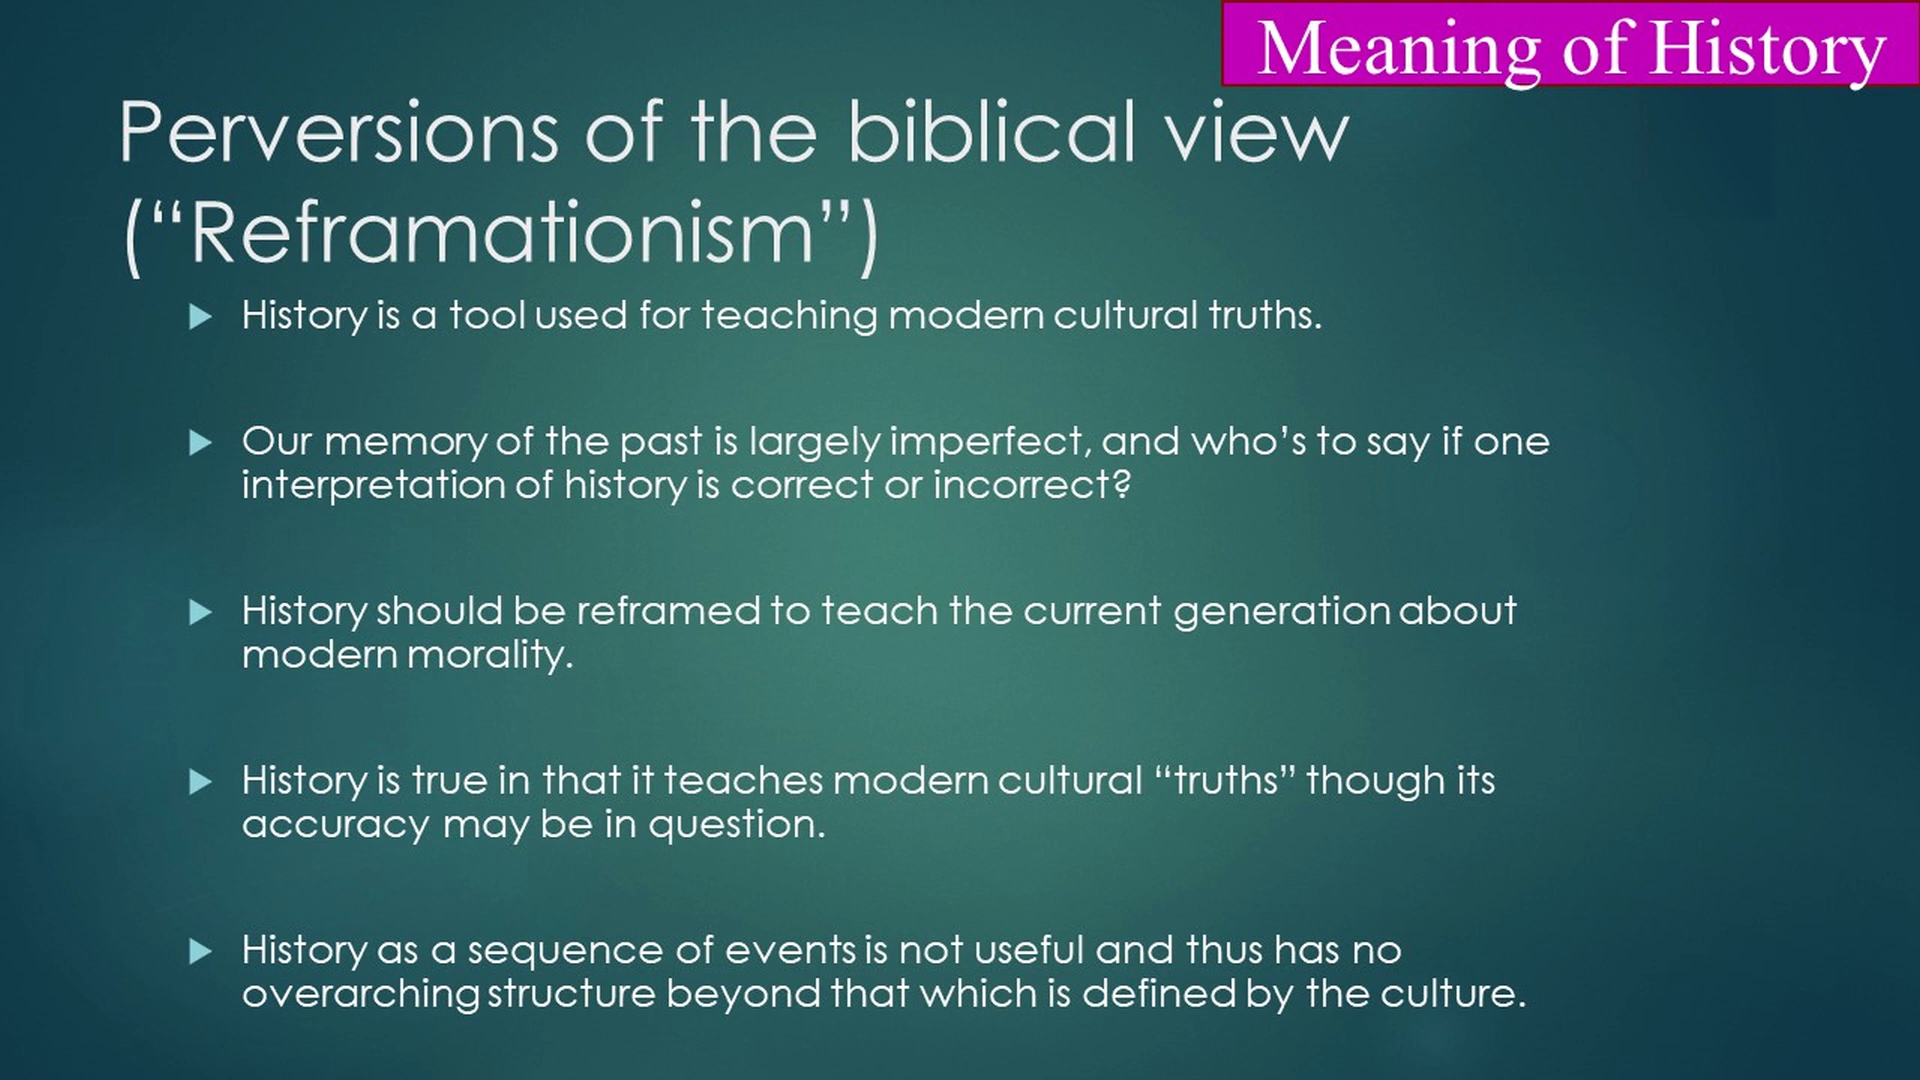 Meaning of History
Perversions of the biblical view
(“Reframationism”)
History is a tool used for teaching modern cultural truths.
Our memory of the past is largely imperfect, and who’s to say if one
interpretation of history is correct or incorrect?
History should be reframed to teach the current generation about
modern morality.
History is true in that it teaches modern cultural “truths” though its
accuracy may be in question.
History as a sequence of events is not useful and thus has no
overarching structure beyond that which is defined by the culture.